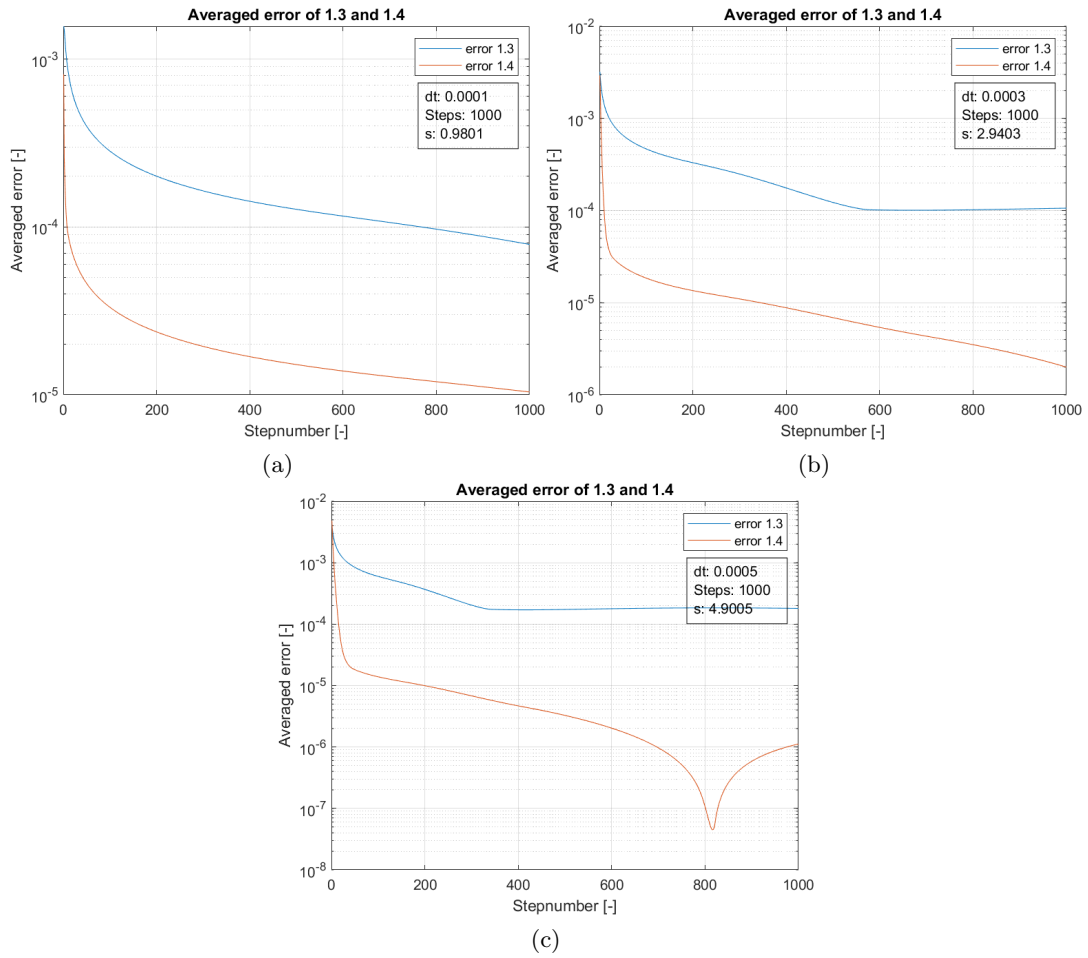 Averaged error of 1.3 and 1.4
10^-3
10^-4
10^-5
Averaged error [-]
error 1.3
error 1.4
dt: 0.0001
Steps: 1000
s: 0.9801
0 200 400 600 800 1000
Stepnumber [-]
(a)
Averaged error of 1.3 and 1.4
10^-2
10^-3
10^-4
10^-5
10^-6
Averaged error [-]
error 1.3
error 1.4
dt: 0.0003
Steps: 1000
s: 2.9403
0 200 400 600 800 1000
Stepnumber [-]
(b)
Averaged error of 1.3 and 1.4
10^-2
10^-3
10^-4
10^-5
10^-6
10^-7
10^-8
Averaged error [-]
error 1.3
error 1.4
dt: 0.0005
Steps: 1000
s: 4.9005
0 200 400 600 800 1000
Stepnumber [-]
(c)